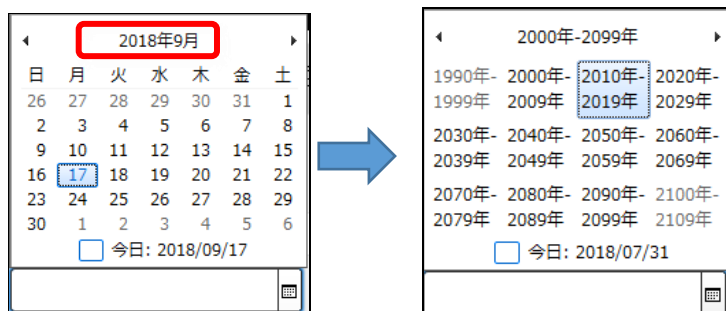 2018年9月
日 月 火 水 木 金 土
26 27 28 29 30 31 1
2 3 4 5 6 7 8
9 10 11 12 13 14 15
16 17 18 19 20 21 22
23 24 25 26 27 28 29
30 1 2 3 4 5 6
今日: 2018/09/17
2000年-2099年
1990年- 2000年- 2010年- 2020年-
1999年 2009年 2019年 2029年
2030年- 2040年- 2050年- 2060年-
2039年 2049年 2059年 2069年
2070年- 2080年- 2090年- 2100年-
2079年 2089年 2099年 2109年
今日: 2018/07/31